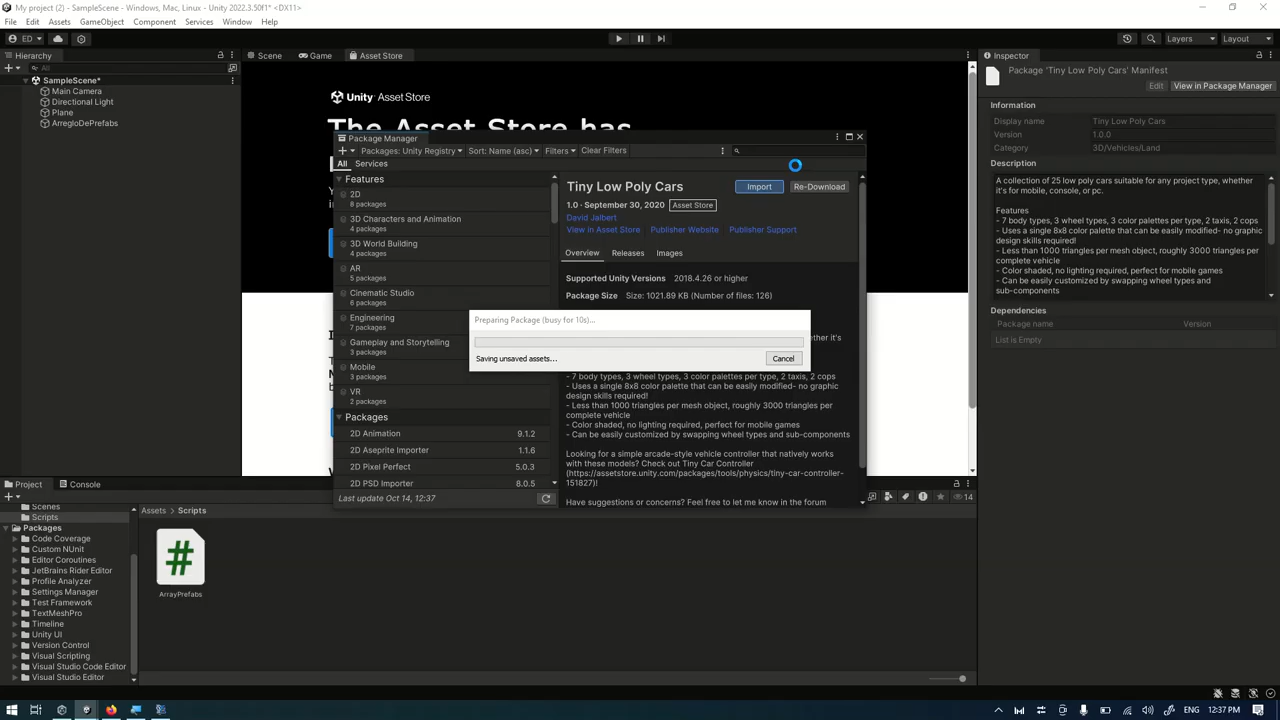 My project (2) - SampleScene - Windows, Mac, Linux - Unity 2022.3.50f1* <DX11>
File Edit Assets GameObject Component Services Window Help
ED
Layers Layout
Hierarchy
Scene Game Asset Store
Inspector
All
SampleScene*
Main Camera
Directional Light
Plane
ArregloDePrefabs
Unity Asset Store
The Asset Store has
Package 'Tiny Low Poly Cars' Manifest
Edit View in Package Manager
Information
Display name Tiny Low Poly Cars
Version 1.0.0
Category 3D/Vehicles/Land
Description
A collection of 25 low poly cars suitable for any project type, whether
it's for mobile, console, or pc.
Features
- 7 body types, 3 wheel types, 3 color palettes per type, 2 taxis, 2 cops
- Uses a single 8x8 color palette that can be easily modified- no graphic
design skills required!
- Less than 1000 triangles per mesh object, roughly 3000 triangles per
complete vehicle
- Color shaded, no lighting required, perfect for mobile games
- Can be easily customized by swapping wheel types and
sub-components
Dependencies
Package name Version
List is Empty
Package Manager
Packages: Unity Registry Sort: Name (asc) Filters Clear Filters
All Services
Features
2D
8 packages
3D Characters and Animation
4 packages
3D World Building
4 packages
AR
5 packages
Cinematic Studio
6 packages
Engineering
7 packages
Gameplay and Storytelling
3 packages
Mobile
3 packages
VR
2 packages
Packages
2D Animation 9.1.2
2D Aseprite Importer 1.1.6
2D Pixel Perfect 5.0.3
2D PSD Importer 8.0.5
Last update Oct 14, 12:37
Tiny Low Poly Cars
Import Re-Download
1.0 · September 30, 2020 Asset Store
David Jalbert
View in Asset Store Publisher Website Publisher Support
Overview Releases Images
Supported Unity Versions 2018.4.26 or higher
Package Size Size: 1021.89 KB (Number of files: 126)
ther it's
- 7 body types, 3 wheel types, 3 color palettes per type, 2 taxis, 2 cops
- Uses a single 8x8 color palette that can be easily modified- no graphic
design skills required!
- Less than 1000 triangles per mesh object, roughly 3000 triangles per
complete vehicle
- Color shaded, no lighting required, perfect for mobile games
- Can be easily customized by swapping wheel types and sub-components
Looking for a simple arcade-style vehicle controller that natively works
with these models? Check out Tiny Car Controller
(https://assetstore.unity.com/packages/tools/physics/tiny-car-controller-
151827)!
Have suggestions or concerns? Feel free to let me know in the forum
Preparing Package (busy for 10s)...
Saving unsaved assets...
Cancel
Project Console
14
Scenes
Scripts
Packages
Code Coverage
Custom NUnit
Editor Coroutines
JetBrains Rider Editor
Profile Analyzer
Settings Manager
Test Framework
TextMeshPro
Timeline
Unity UI
Version Control
Visual Scripting
Visual Studio Code Editor
Visual Studio Editor
Assets > Scripts
#
ArrayPrefabs
12:37 PM